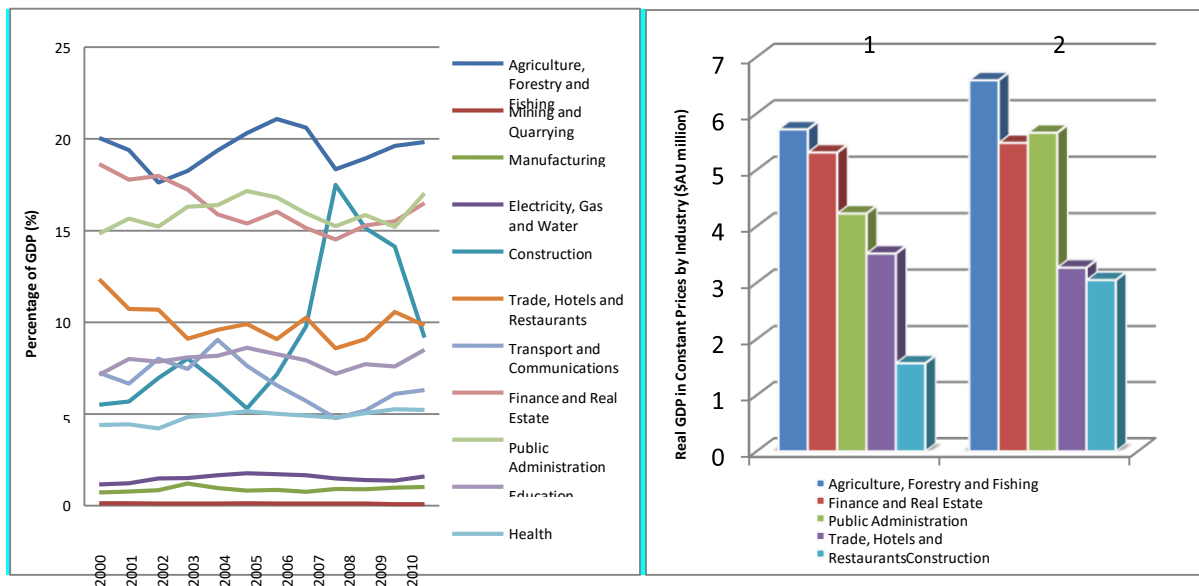 25
20
15
10
5
0
Percentage of GDP (%)
2000
2001
2002
2003
2004
2005
2006
2007
2008
2009
2010
Agriculture,
Forestry and
Fishing
Mining and
Quarrying
Manufacturing
Electricity, Gas
and Water
Construction
Trade, Hotels and
Restaurants
Transport and
Communications
Finance and Real
Estate
Public
Administration
Education
Health
1
2
7
6
5
4
3
2
1
0
Real GDP in Constant Prices by Industry ($AU million)
Agriculture, Forestry and Fishing
Finance and Real Estate
Public Administration
Trade, Hotels and
RestaurantsConstruction